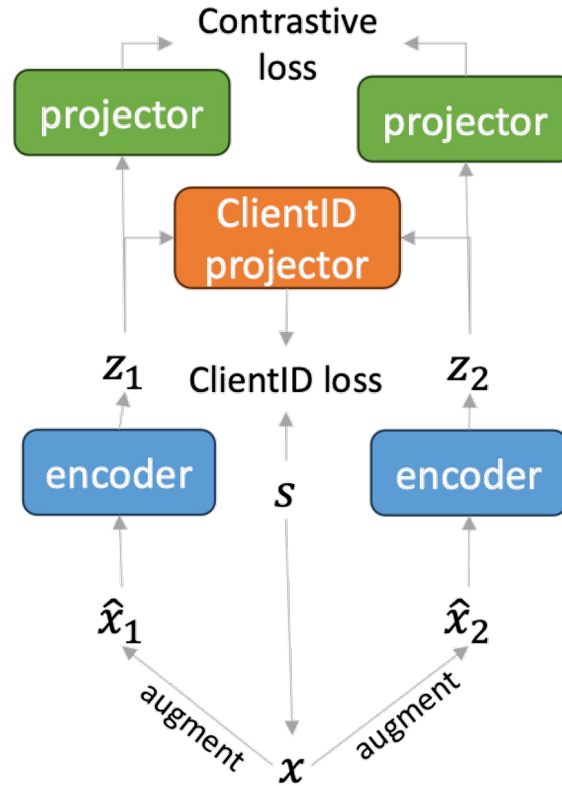 Contrastive
loss
projector
projector
ClientID
projector
z₁
ClientID loss
z₂
encoder
s
encoder
x̂₁
x̂₂
augment
augment
x